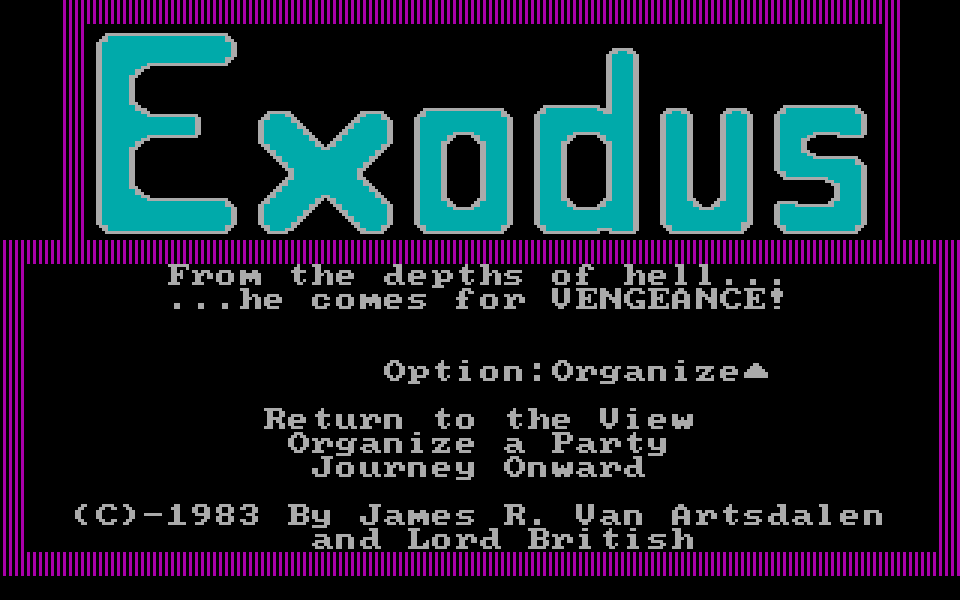 Exodus
From the depths of hell...
...he comes for VENGEANCE!
Option:Organize
Return to the View
Organize a Party
Journey Onward
(C)-1983 By James R. Van Artsdalen
and Lord British